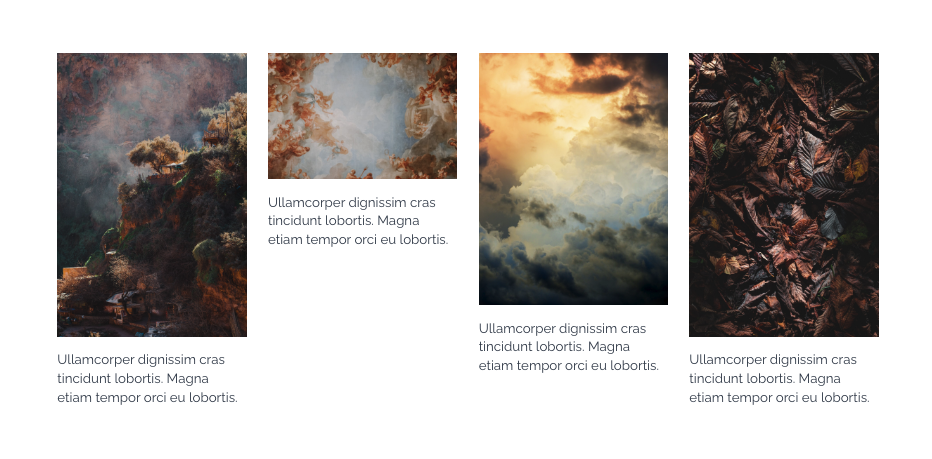 Ullamcorper dignissim cras
tincidunt lobortis. Magna
etiam tempor orci eu lobortis.
Ullamcorper dignissim cras
tincidunt lobortis. Magna
etiam tempor orci eu lobortis.
Ullamcorper dignissim cras
tincidunt lobortis. Magna
etiam tempor orci eu lobortis.
Ullamcorper dignissim cras
tincidunt lobortis. Magna
etiam tempor orci eu lobortis.